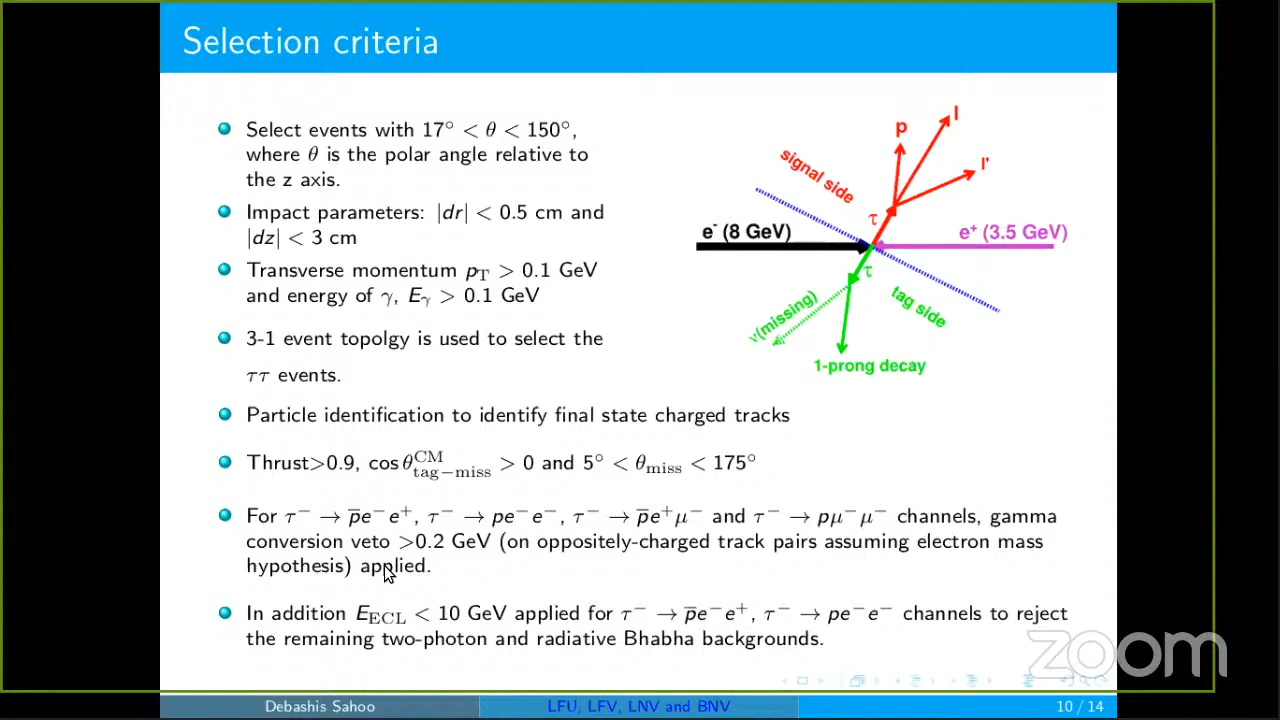 Selection criteria
Select events with 17° < θ < 150°,
where θ is the polar angle relative to
the z axis.
Impact parameters: |dr| < 0.5 cm and
|dz| < 3 cm
Transverse momentum p_T > 0.1 GeV
and energy of γ, E_γ > 0.1 GeV
3-1 event topolgy is used to select the
ττ events.
Particle identification to identify final state charged tracks
Thrust>0.9, cos θ^CM_tag−miss > 0 and 5° < θ_miss < 175°
For τ⁻ → p̅e⁻e⁺, τ⁻ → pe⁻e⁻, τ⁻ → p̅e⁺μ⁻ and τ⁻ → pμ⁻μ⁻ channels, gamma
conversion veto >0.2 GeV (on oppositely-charged track pairs assuming electron mass
hypothesis) applied.
In addition E_ECL < 10 GeV applied for τ⁻ → p̅e⁻e⁺, τ⁻ → pe⁻e⁻ channels to reject
the remaining two-photon and radiative Bhabha backgrounds.
p
l
l'
signal side
τ
e⁻ (8 GeV)
e⁺ (3.5 GeV)
τ
ν(missing)
tag side
1-prong decay
zoom
Debashis Sahoo
LFU, LFV, LNV and BNV
10 / 14